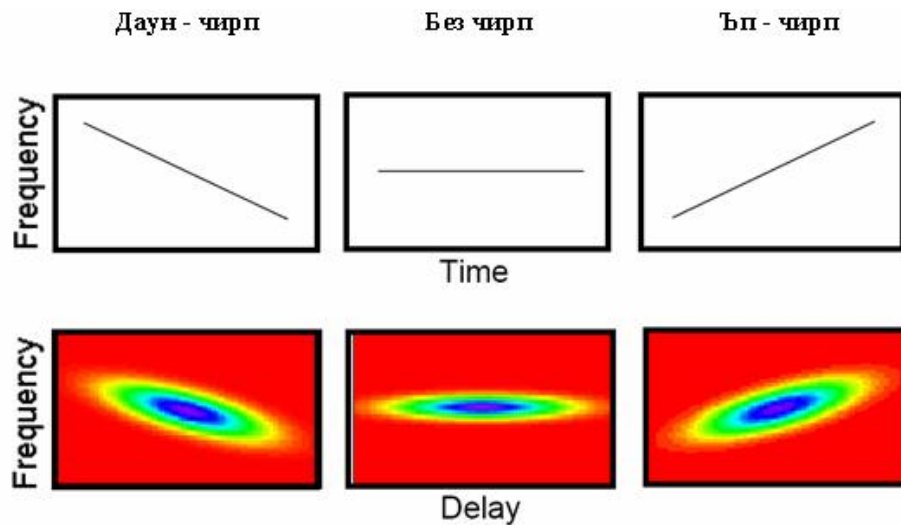 Даун - чирп
Без чирп
Ъп - чирп
Frequency
Time
Frequency
Delay